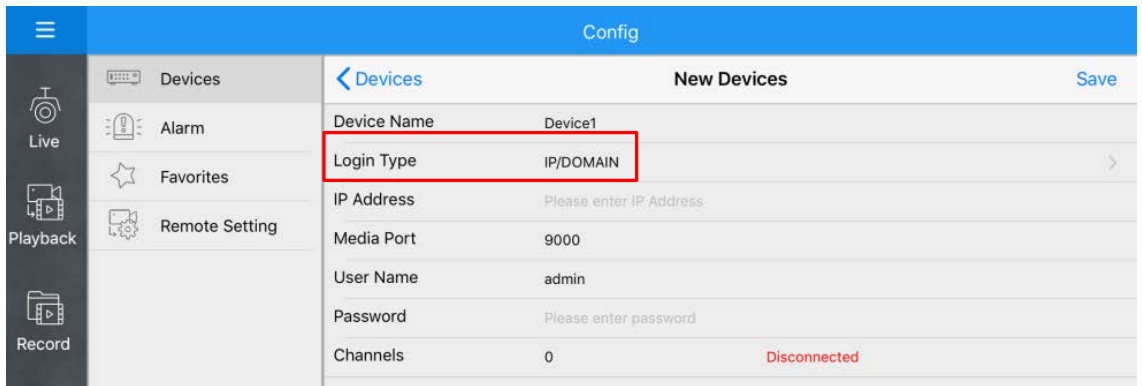 Config
Live
Playback
Record
Devices
Alarm
Favorites
Remote Setting
Devices New Devices Save
Device Name Device1
Login Type IP/DOMAIN
IP Address Please enter IP Address
Media Port 9000
User Name admin
Password Please enter password
Channels 0 Disconnected